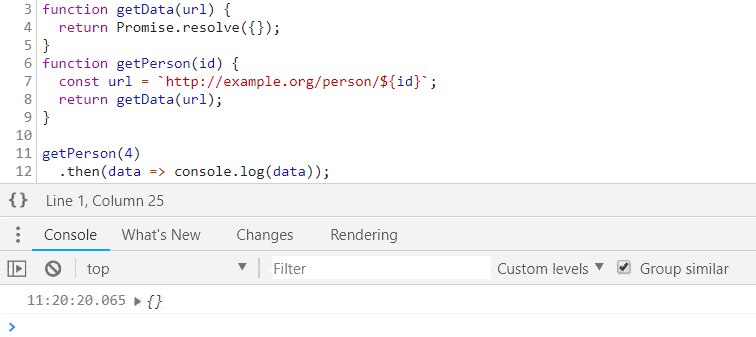 3 function getData(url) {
4   return Promise.resolve({});
5 }
6 function getPerson(id) {
7   const url = `http://example.org/person/${id}`;
8   return getData(url);
9 }
10
11 getPerson(4)
12   .then(data => console.log(data));
{} Line 1, Column 25
Console What's New Changes Rendering
top Filter Custom levels Group similar
11:20:20.065 {}